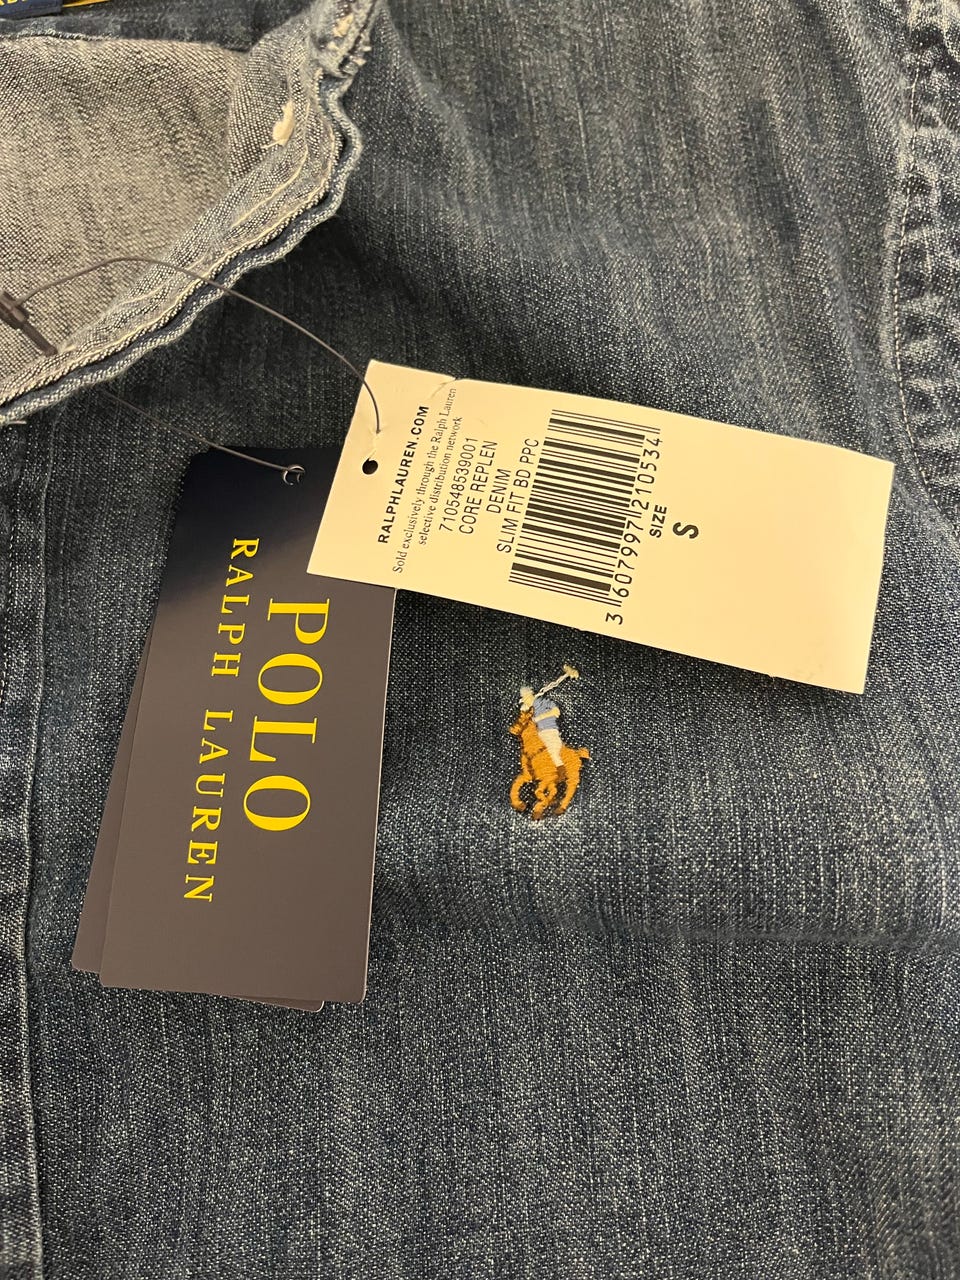 RALPHLAUREN.COM
Sold exclusively through the Ralph Lauren
selective distribution network
710548539001
CORE REPLEN
DENIM
SLIM FIT BD PPC
3 607997 210534
SIZE
S
POLO
RALPH LAUREN